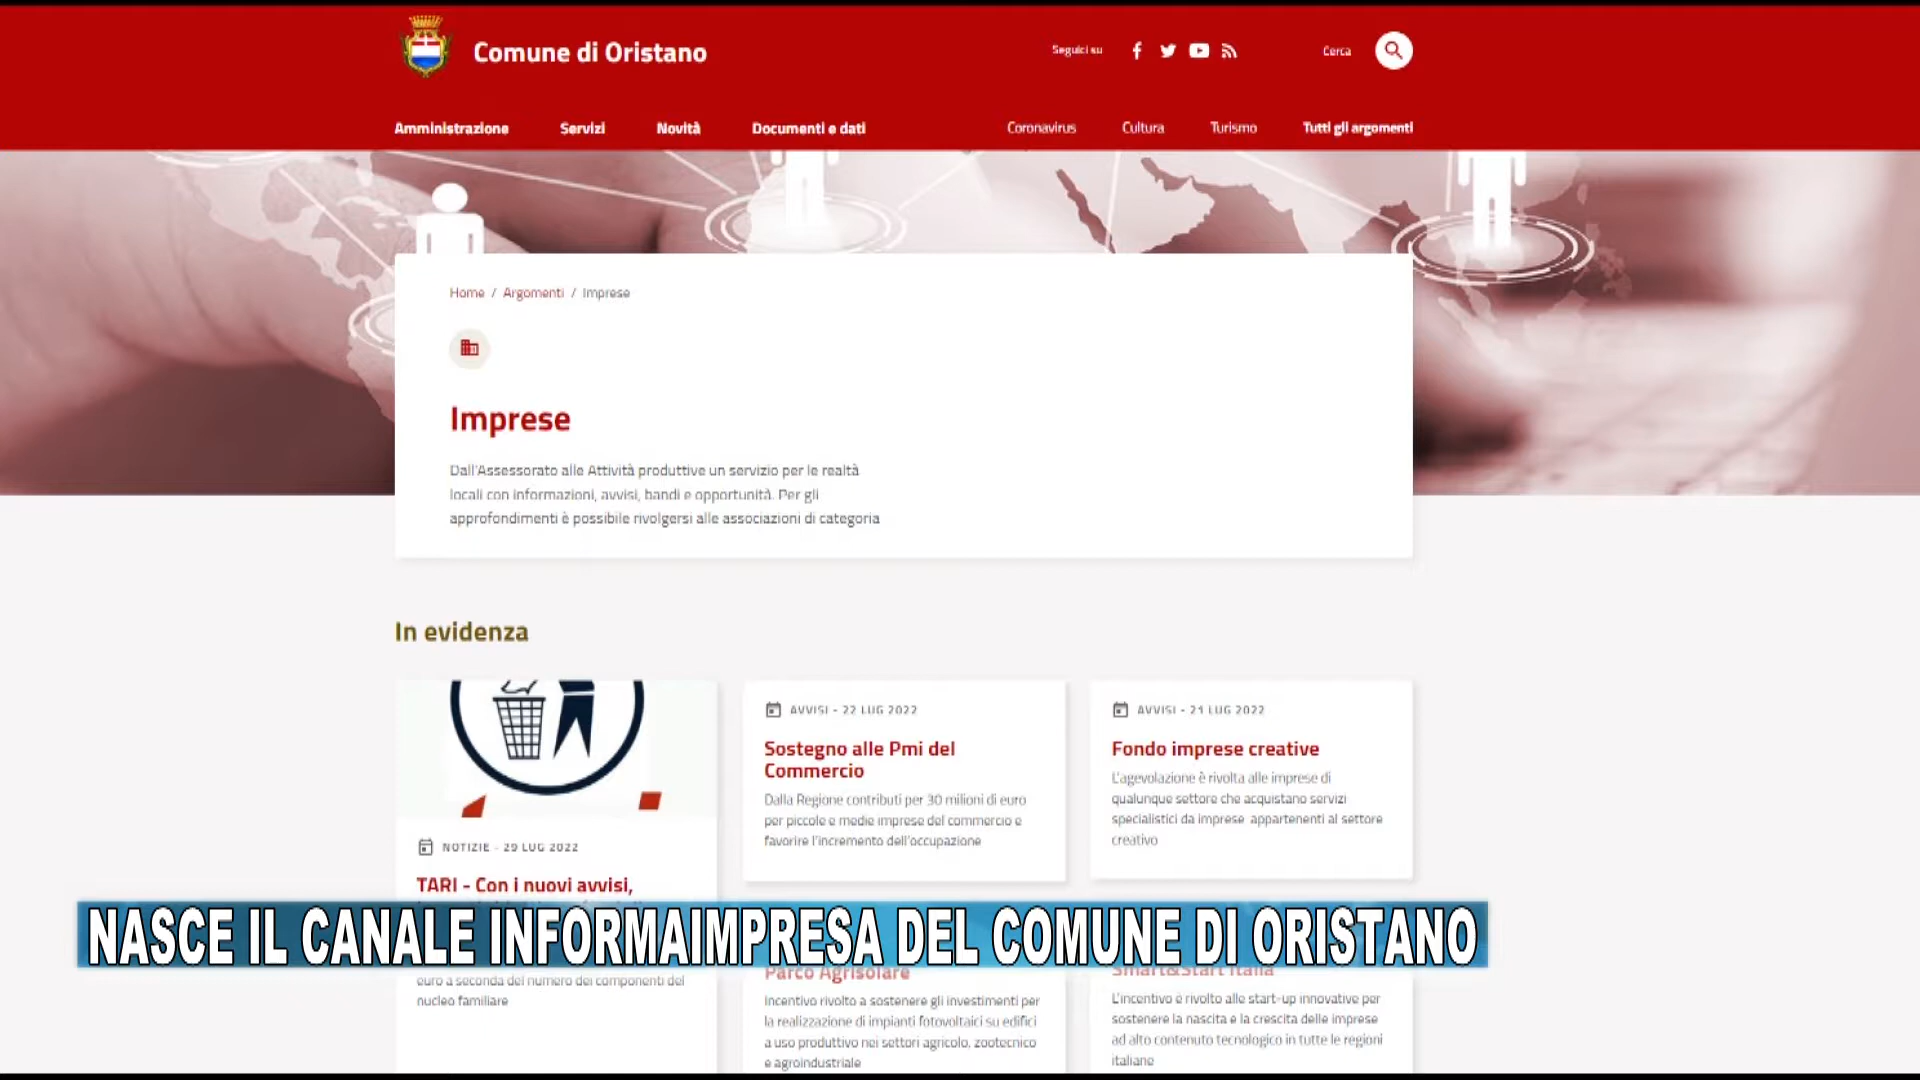 Comune di Oristano
Seguici su
Cerca
Amministrazione
Servizi
Novità
Documenti e dati
Coronavirus
Cultura
Turismo
Tutti gli argomenti
Home / Argomenti / Imprese
Imprese
Dall'Assessorato alle Attività produttive un servizio per le realtà
locali con informazioni, avvisi, bandi e opportunità. Per gli
approfondimenti è possibile rivolgersi alle associazioni di categoria
In evidenza
NOTIZIE - 29 LUG 2022
TARI - Con i nuovi avvisi,
AVVISI - 22 LUG 2022
Sostegno alle Pmi del
Commercio
Dalla Regione contributi per 30 milioni di euro
per piccole e medie imprese del commercio e
favorire l'incremento dell'occupazione
AVVISI - 21 LUG 2022
Fondo imprese creative
L'agevolazione è rivolta alle imprese di
qualunque settore che acquistano servizi
specialistici da imprese appartenenti al settore
creativo
NASCE IL CANALE INFORMAIMPRESA DEL COMUNE DI ORISTANO
euro a seconda del numero dei componenti del
nucleo familiare
Parco Agrisolare
Incentivo rivolto a sostenere gli investimenti per
la realizzazione di impianti fotovoltaici su edifici
a uso produttivo nei settori agricolo, zootecnico
e agroindustriale
Smart&Start Italia
L'incentivo è rivolto alle start-up innovative per
sostenere la nascita e la crescita delle imprese
ad alto contenuto tecnologico in tutte le regioni
italiane